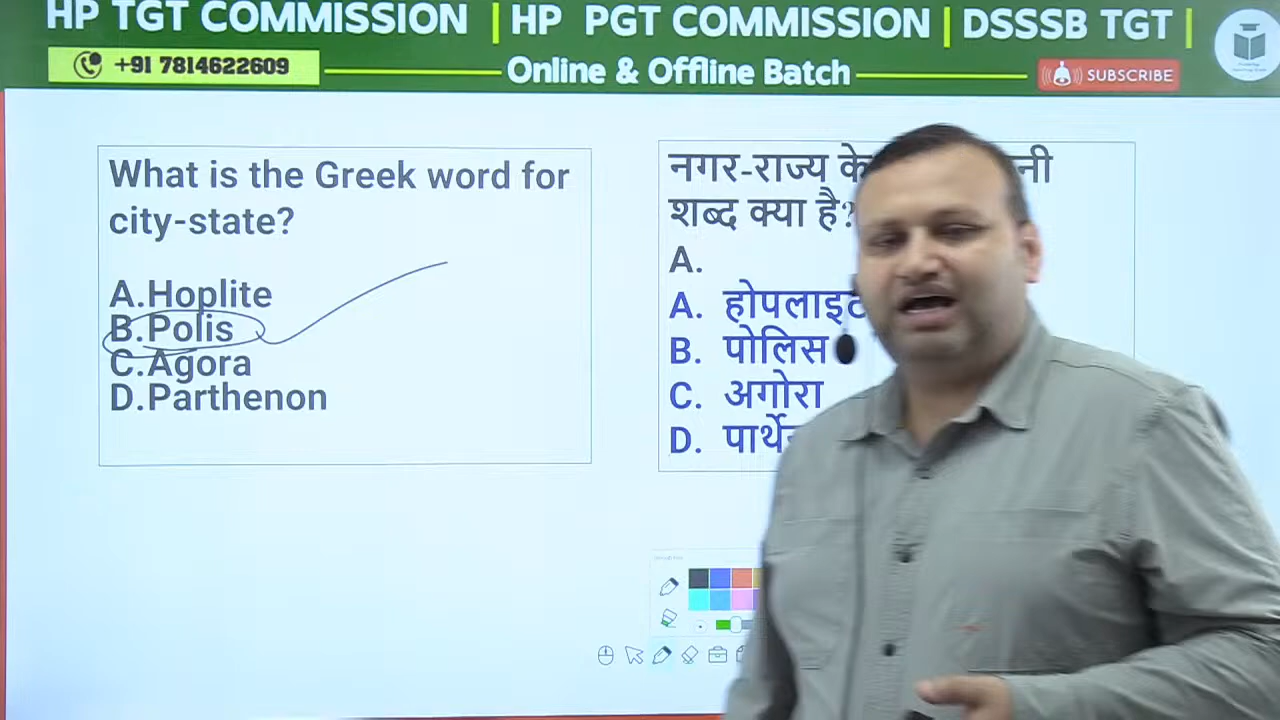 HP TGT COMMISSION | HP PGT COMMISSION | DSSSB TGT |
+91 7814622609
Online & Offline Batch
SUBSCRIBE
What is the Greek word for
city-state?
A.Hoplite
B.Polis
C.Agora
D.Parthenon
नगर-राज्य के
शब्द क्या है?
A.
A. होपलाइट
B. पोलिस
C. अगोरा
D.